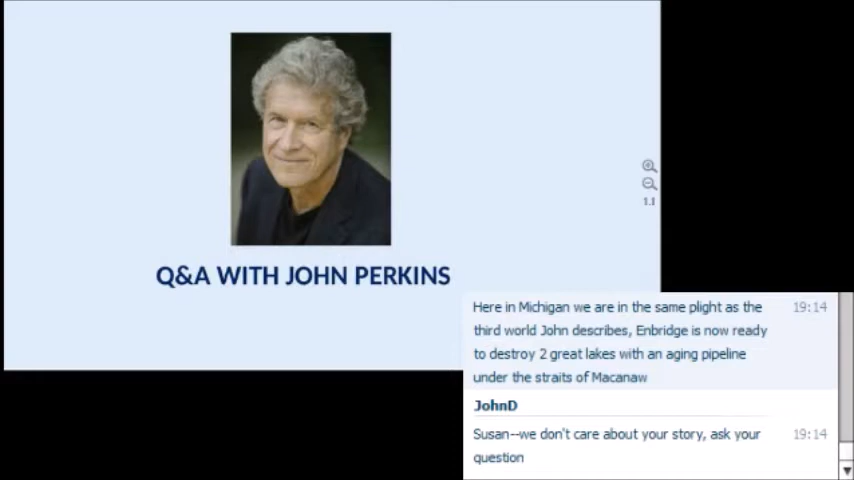 1.1
Q&A WITH JOHN PERKINS
Here in Michigan we are in the same plight as the 19:14
third world John describes, Enbridge is now ready
to destroy 2 great lakes with an aging pipeline
under the straits of Macanaw
JohnD
Susan--we don't care about your story, ask your 19:14
question